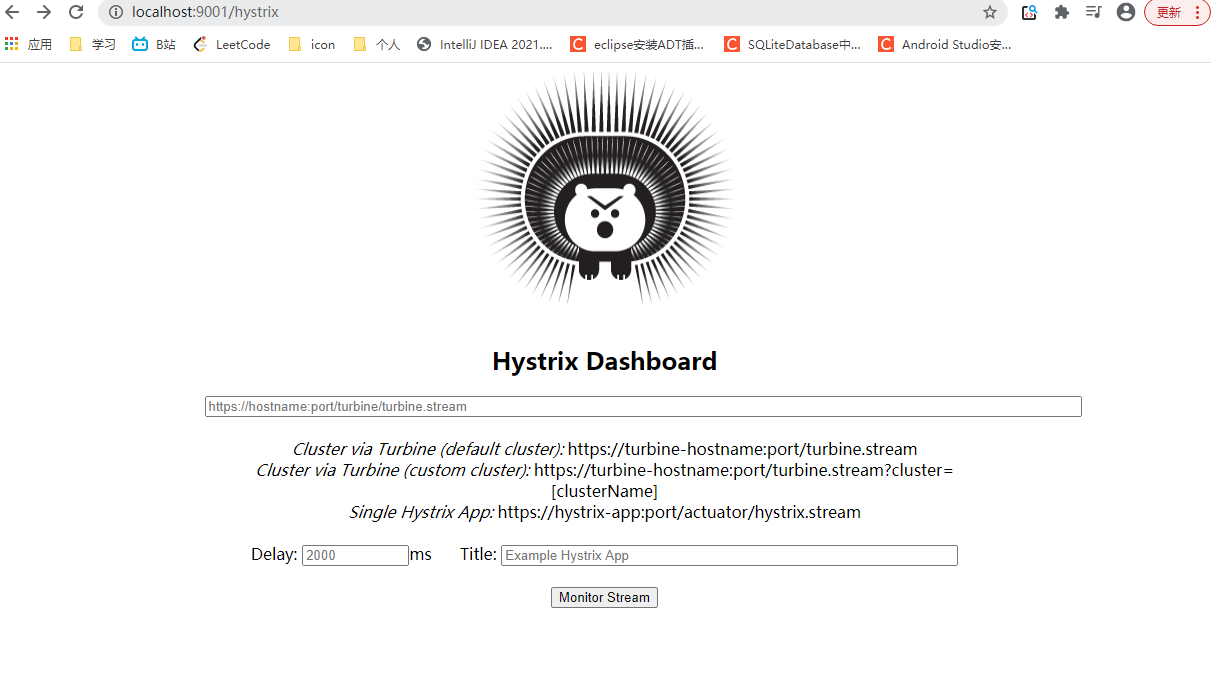 localhost:9001/hystrix
更新
应用 学习 B站 LeetCode icon 个人 IntelliJ IDEA 2021.... C eclipse安装ADT插... C SQLiteDatabase中... C Android Studio安...
Hystrix Dashboard
https://hostname:port/turbine/turbine.stream
Cluster via Turbine (default cluster): https://turbine-hostname:port/turbine.stream
Cluster via Turbine (custom cluster): https://turbine-hostname:port/turbine.stream?cluster=
[clusterName]
Single Hystrix App: https://hystrix-app:port/actuator/hystrix.stream
Delay: 2000 ms Title: Example Hystrix App
Monitor Stream